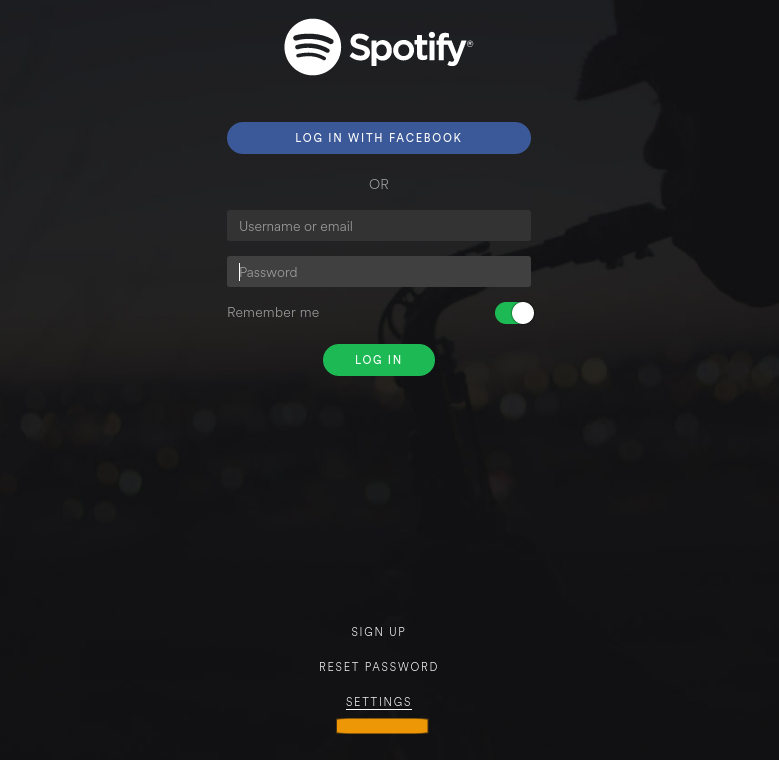 Spotify®
LOG IN WITH FACEBOOK
OR
Username or email
Password
Remember me
LOG IN
SIGN UP
RESET PASSWORD
SETTINGS